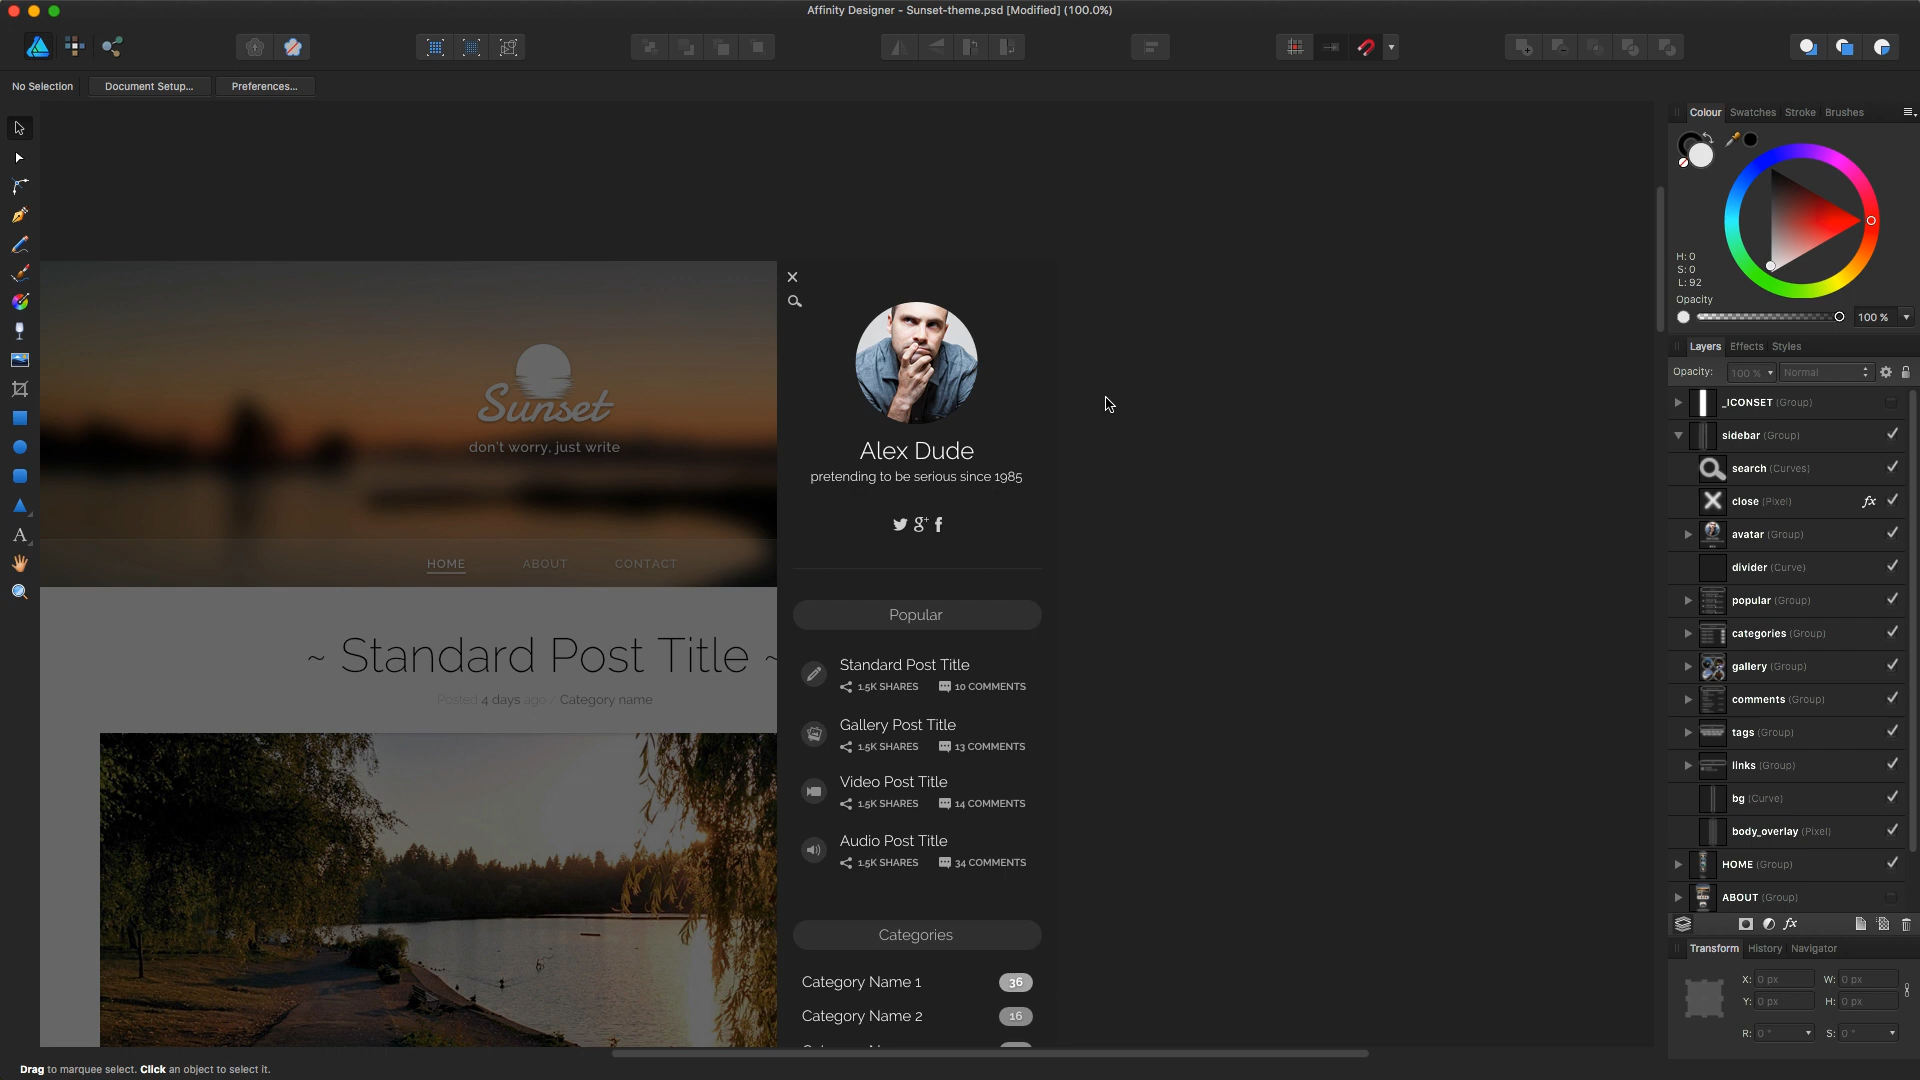 Affinity Designer - Sunset-theme.psd [Modified] (100.0%)
No Selection
Document Setup...
Preferences...
Colour Swatches Stroke Brushes
H: 0
S: 0
L: 92
Opacity
100 %
Layers Effects Styles
Opacity: 100 % Normal
_ICONSET (Group)
sidebar (Group)
search (Curves)
close (Pixel) fx
avatar (Group)
divider (Curve)
popular (Group)
categories (Group)
gallery (Group)
comments (Group)
tags (Group)
links (Group)
bg (Curve)
body_overlay (Pixel)
HOME (Group)
ABOUT (Group)
fx
Transform History Navigator
X: 0 px W: 0 px
Y: 0 px H: 0 px
R: 0 ° S: 0 °
A
Sunset
don't worry, just write
HOME ABOUT CONTACT
~ Standard Post Title ~
Posted 4 days ago / Category name
Alex Dude
pretending to be serious since 1985
g+ f
Popular
Standard Post Title
1.5K SHARES 10 COMMENTS
Gallery Post Title
1.5K SHARES 13 COMMENTS
Video Post Title
1.5K SHARES 14 COMMENTS
Audio Post Title
1.5K SHARES 34 COMMENTS
Categories
Category Name 1 36
Category Name 2 16
Drag to marquee select. Click an object to select it.